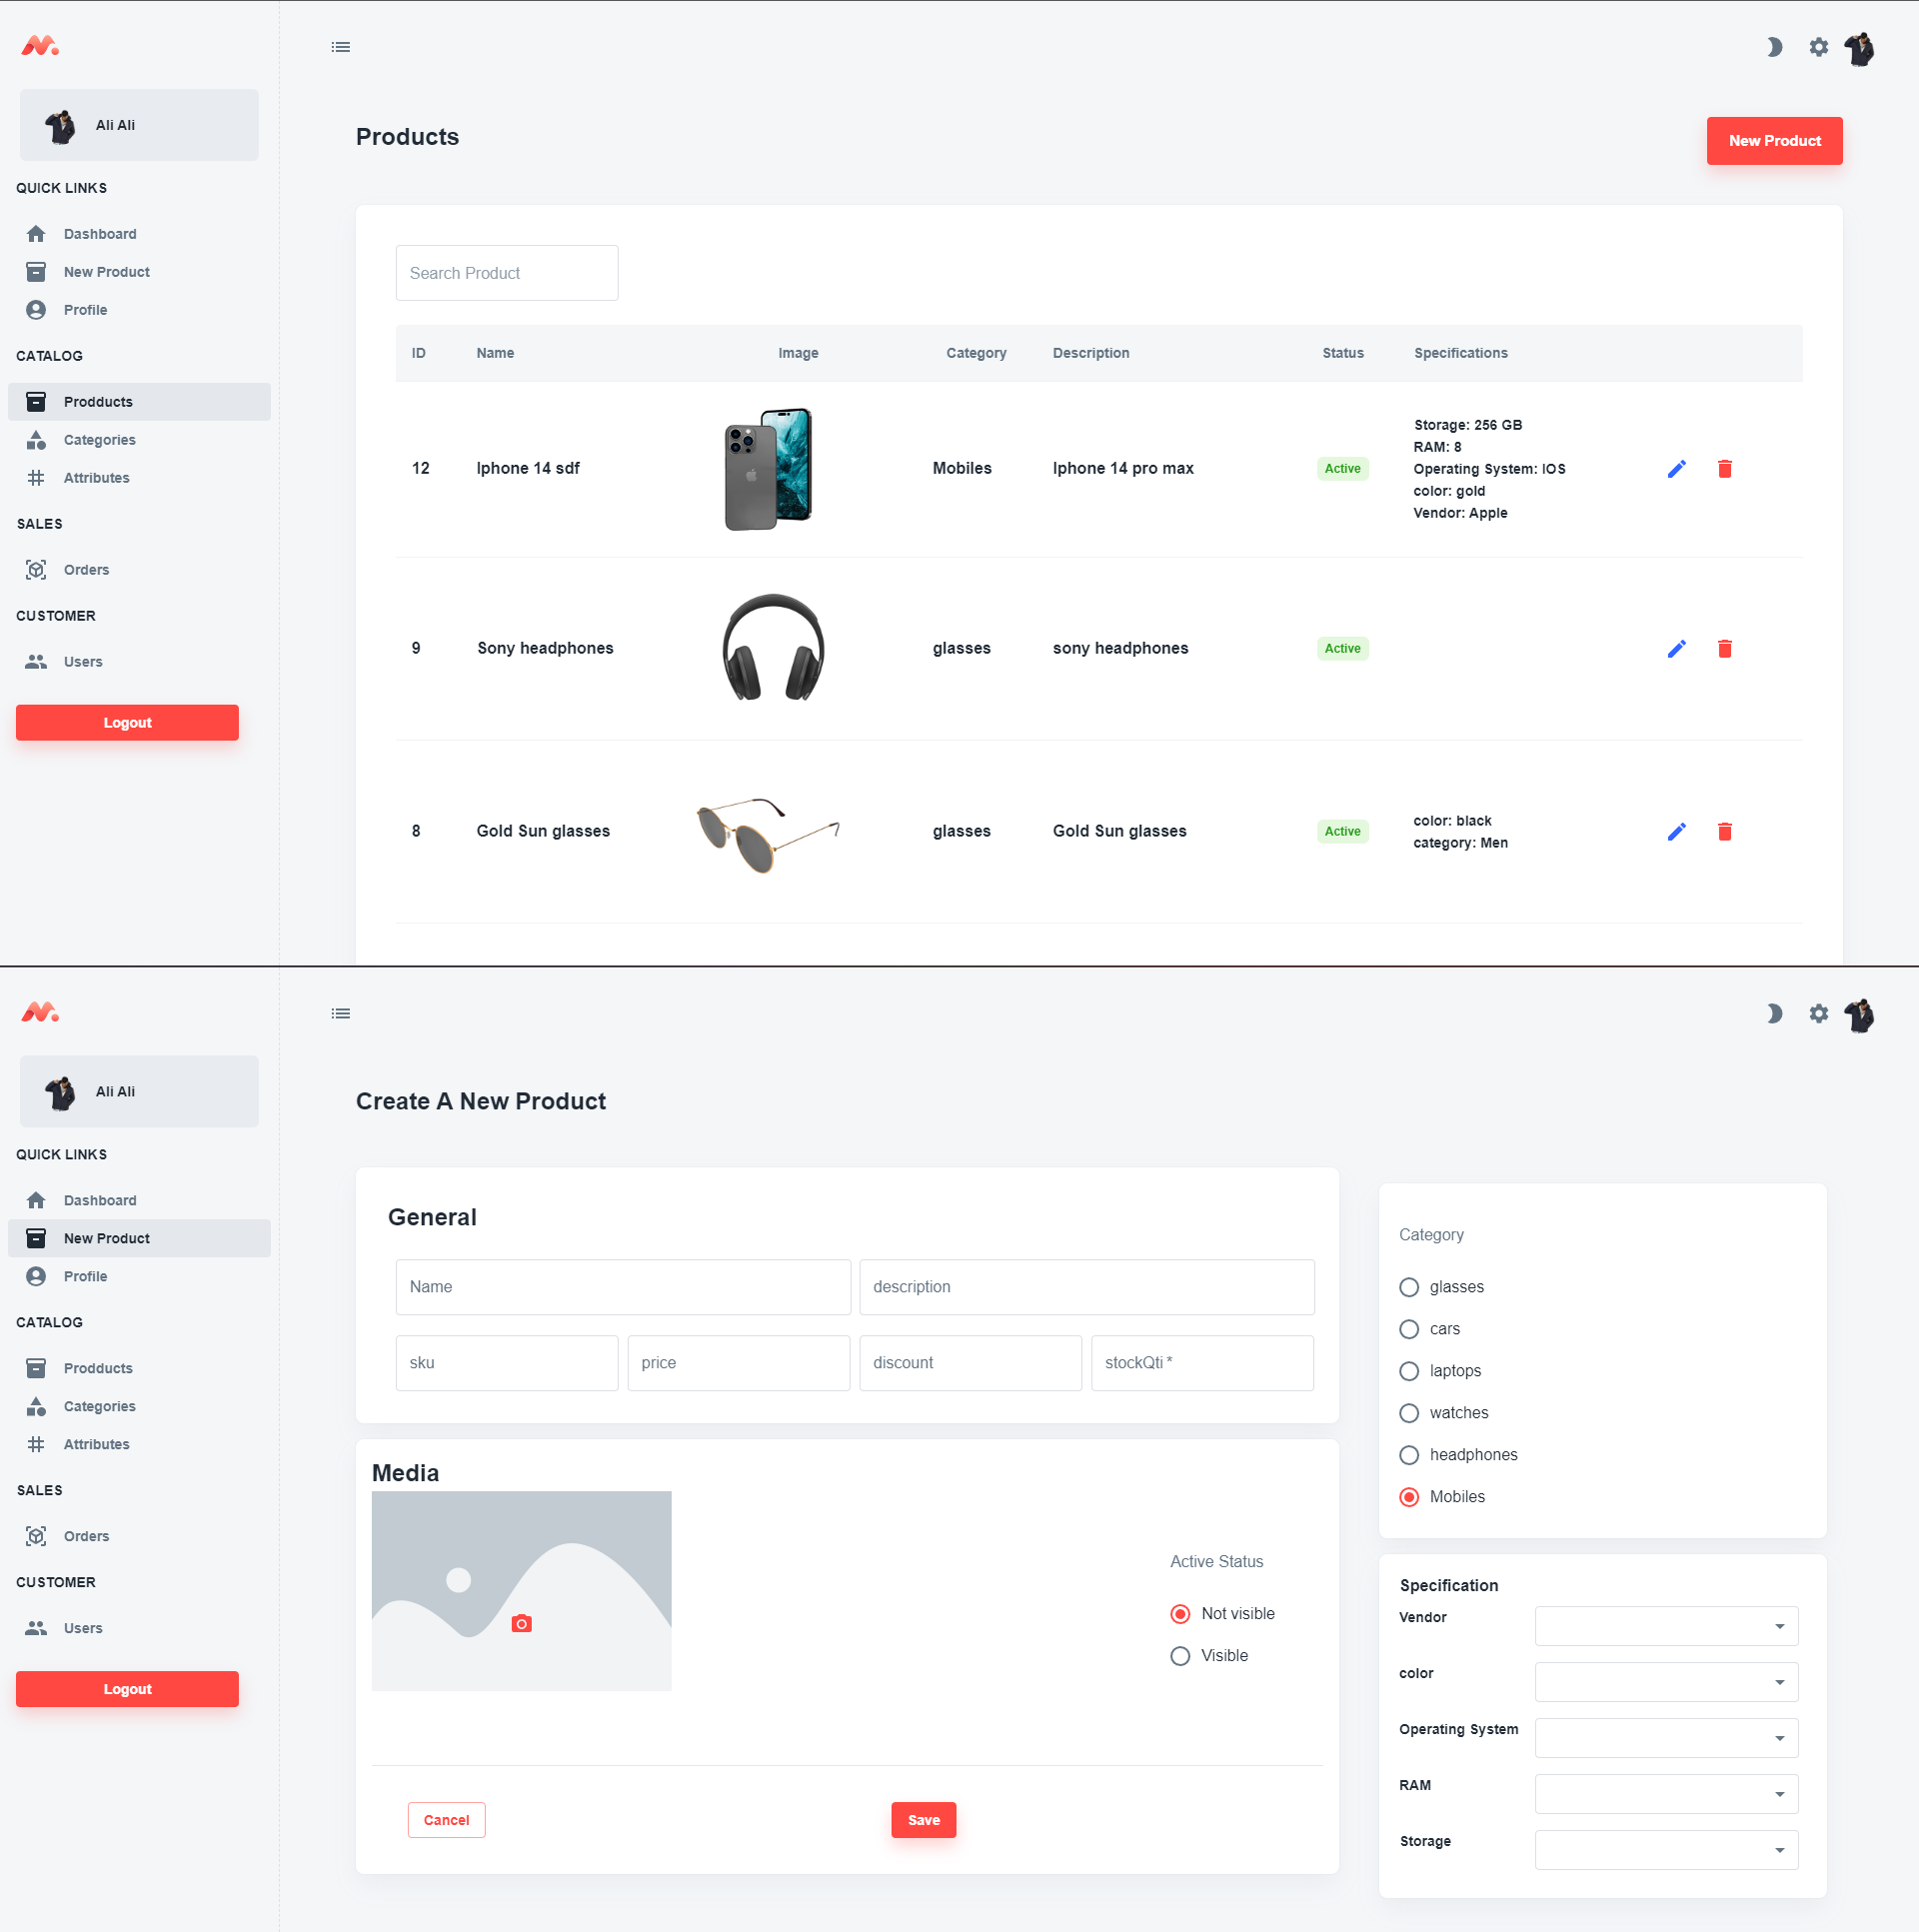 Ali Ali
QUICK LINKS
Dashboard
New Product
Profile
CATALOG
Prodducts
Categories
Attributes
SALES
Orders
CUSTOMER
Users
Logout
Products
New Product
Search Product
ID Name Image Category Description Status Specifications
12 Iphone 14 sdf Mobiles Iphone 14 pro max Active
Storage: 256 GB
RAM: 8
Operating System: IOS
color: gold
Vendor: Apple
9 Sony headphones glasses sony headphones Active
8 Gold Sun glasses glasses Gold Sun glasses Active
color: black
category: Men
Ali Ali
QUICK LINKS
Dashboard
New Product
Profile
CATALOG
Prodducts
Categories
Attributes
SALES
Orders
CUSTOMER
Users
Logout
Create A New Product
General
Name description
sku price discount stockQti *
Media
Active Status
Not visible
Visible
Cancel Save
Category
glasses
cars
laptops
watches
headphones
Mobiles
Specification
Vendor
color
Operating System
RAM
Storage